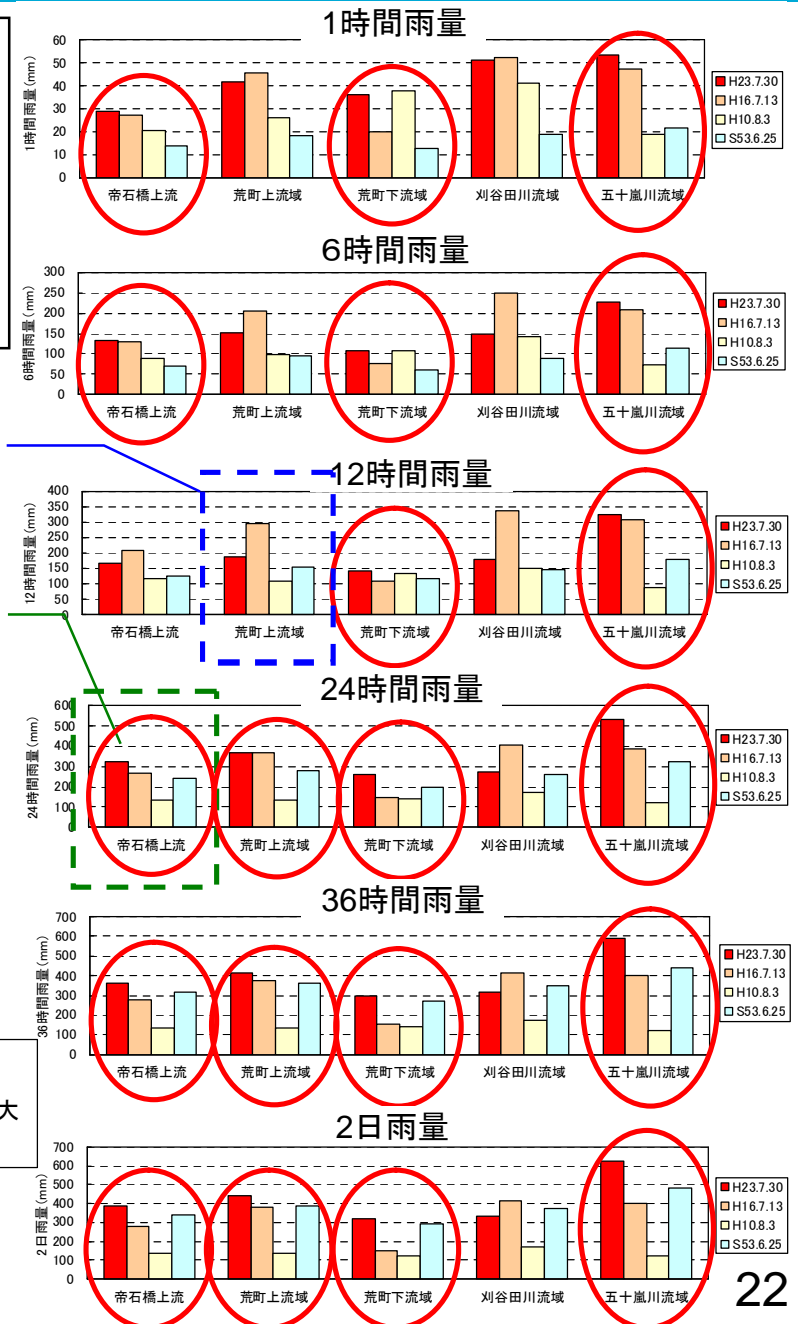 1時間雨量
1時間雨量(mm)
60
50
40
30
20
10
0
帝石橋上流 荒町上流域 荒町下流域 刈谷田川流域 五十嵐川流域
H23.7.30
H16.7.13
H10.8.3
S53.6.25
6時間雨量
6時間雨量(mm)
300
250
200
150
100
50
0
帝石橋上流 荒町上流域 荒町下流域 刈谷田川流域 五十嵐川流域
H23.7.30
H16.7.13
H10.8.3
S53.6.25
12時間雨量
12時間雨量(mm)
400
350
300
250
200
150
100
50
0
帝石橋上流 荒町上流域 荒町下流域 刈谷田川流域 五十嵐川流域
H23.7.30
H16.7.13
H10.8.3
S53.6.25
24時間雨量
24時間雨量(mm)
600
500
400
300
200
100
0
帝石橋上流 荒町上流域 荒町下流域 刈谷田川流域 五十嵐川流域
H23.7.30
H16.7.13
H10.8.3
S53.6.25
36時間雨量
36時間雨量(mm)
700
600
500
400
300
200
100
0
帝石橋上流 荒町上流域 荒町下流域 刈谷田川流域 五十嵐川流域
H23.7.30
H16.7.13
H10.8.3
S53.6.25
大
2日雨量
2日雨量(mm)
700
600
500
400
300
200
100
0
帝石橋上流 荒町上流域 荒町下流域 刈谷田川流域 五十嵐川流域
H23.7.30
H16.7.13
H10.8.3
S53.6.25
22